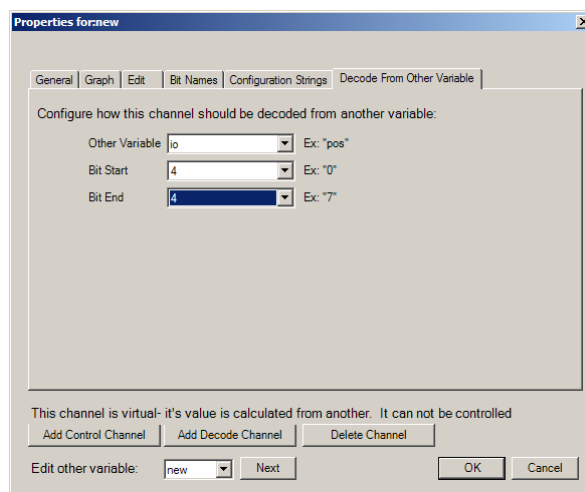 Properties for:new
General Graph Edit Bit Names Configuration Strings Decode From Other Variable
Configure how this channel should be decoded from another variable:
Other Variable io Ex: "pos"
Bit Start 4 Ex: "0"
Bit End 4 Ex: "7"
This channel is virtual- it's value is calculated from another. It can not be controlled
Add Control Channel Add Decode Channel Delete Channel
Edit other variable: new Next OK Cancel